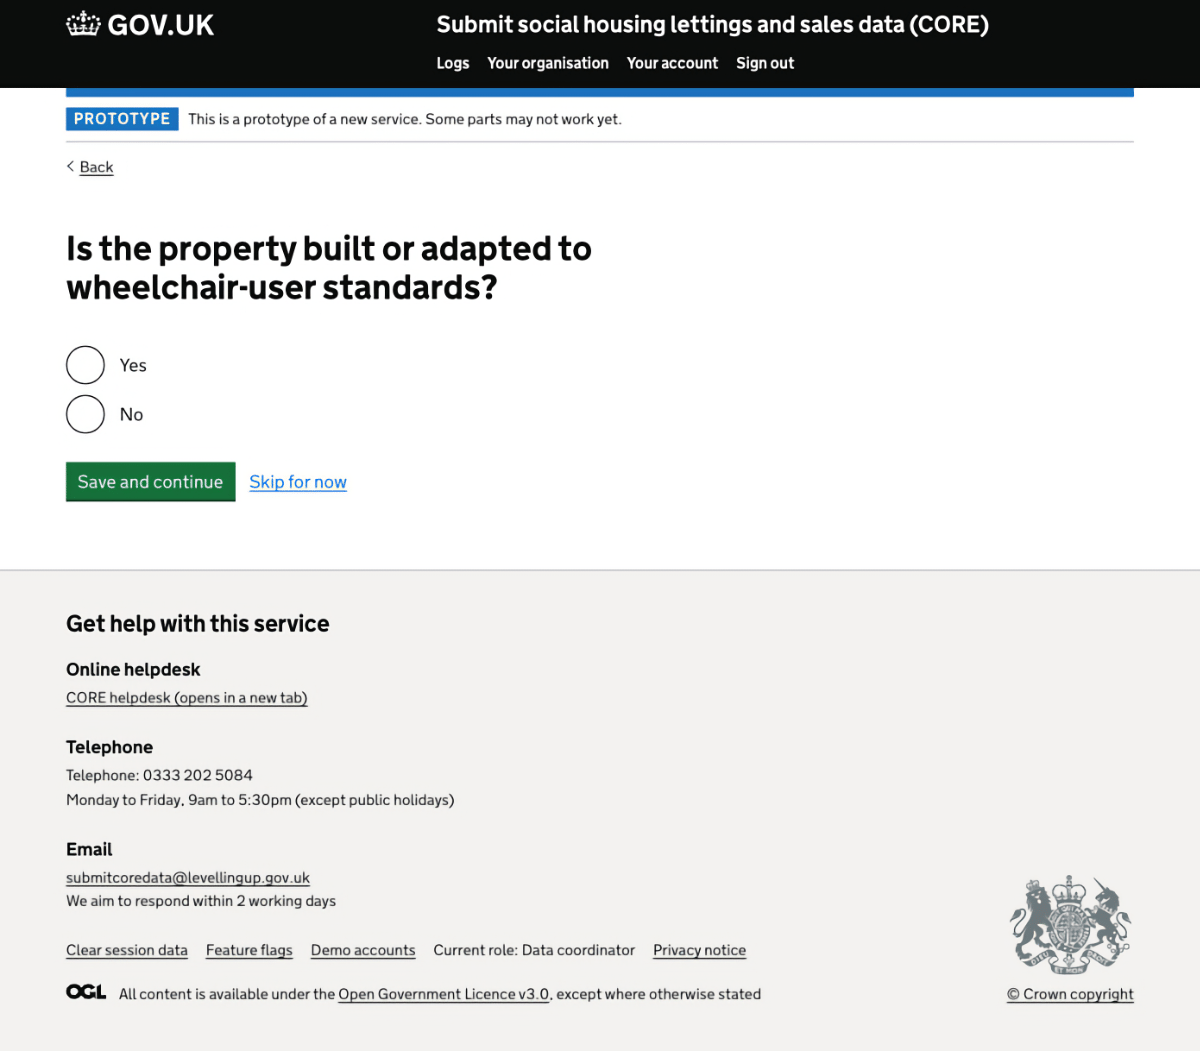 GOV.UK
Submit social housing lettings and sales data (CORE)
Logs Your organisation Your account Sign out
PROTOTYPE This is a prototype of a new service. Some parts may not work yet.
Back
Is the property built or adapted to
wheelchair-user standards?
Yes
No
Save and continue Skip for now
Get help with this service
Online helpdesk
CORE helpdesk (opens in a new tab)
Telephone
Telephone: 0333 202 5084
Monday to Friday, 9am to 5:30pm (except public holidays)
Email
submitcoredata@levellingup.gov.uk
We aim to respond within 2 working days
Clear session data Feature flags Demo accounts Current role: Data coordinator Privacy notice
OGL All content is available under the Open Government Licence v3.0, except where otherwise stated
© Crown copyright